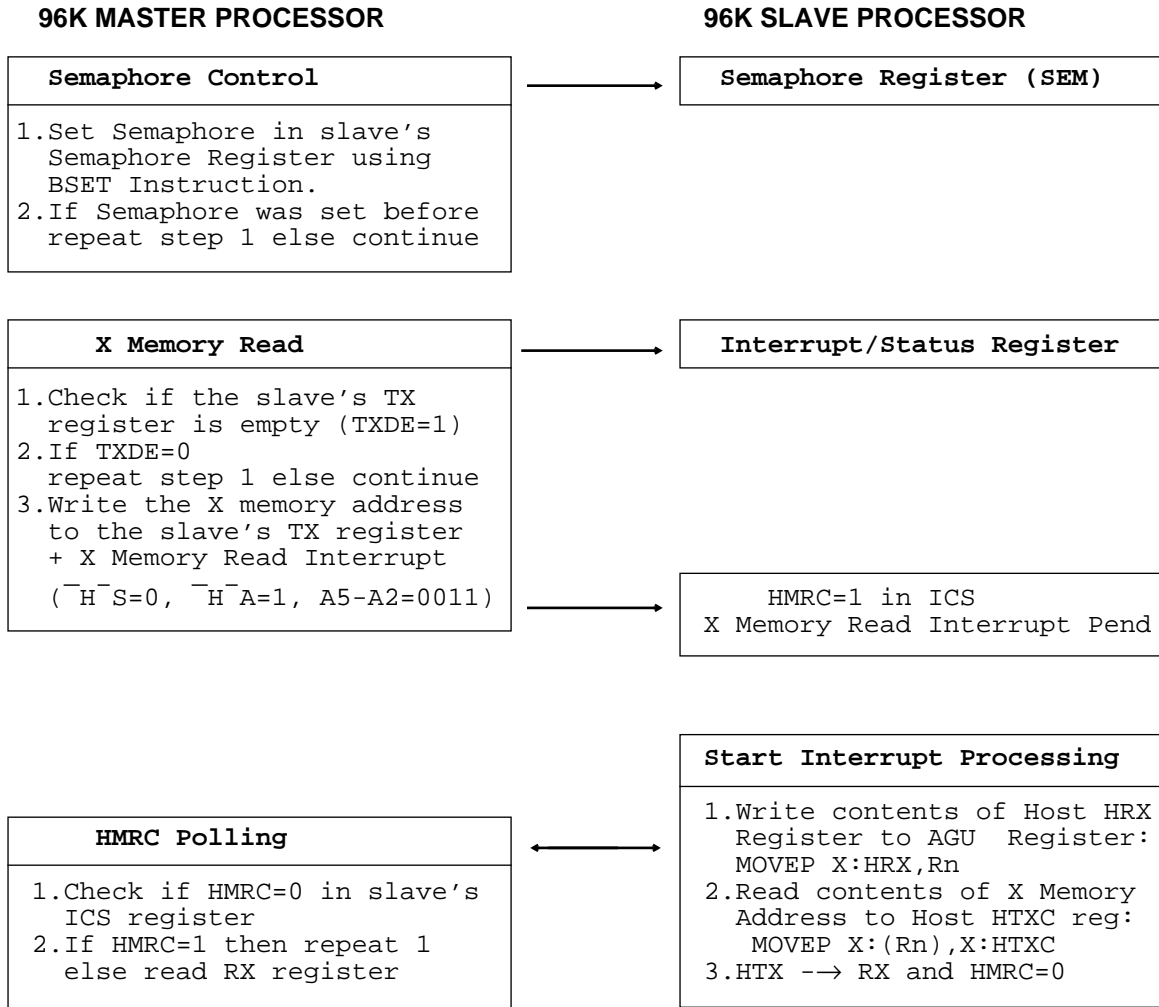 96K MASTER PROCESSOR
96K SLAVE PROCESSOR
Semaphore Control
1.Set Semaphore in slave’s
Semaphore Register using
BSET Instruction.
2.If Semaphore was set before
repeat step 1 else continue
Semaphore Register (SEM)
X Memory Read
1.Check if the slave’s TX
register is empty (TXDE=1)
2.If TXDE=0
repeat step 1 else continue
3.Write the X memory address
to the slave’s TX register
+ X Memory Read Interrupt
(¯H¯S=0, ¯H¯A=1, A5-A2=0011)
Interrupt/Status Register
HMRC=1 in ICS
X Memory Read Interrupt Pend
HMRC Polling
1.Check if HMRC=0 in slave’s
ICS register
2.If HMRC=1 then repeat 1
else read RX register
Start Interrupt Processing
1.Write contents of Host HRX
Register to AGU Register:
MOVEP X:HRX,Rn
2.Read contents of X Memory
Address to Host HTXC reg:
MOVEP X:(Rn),X:HTXC
3.HTX -→ RX and HMRC=0